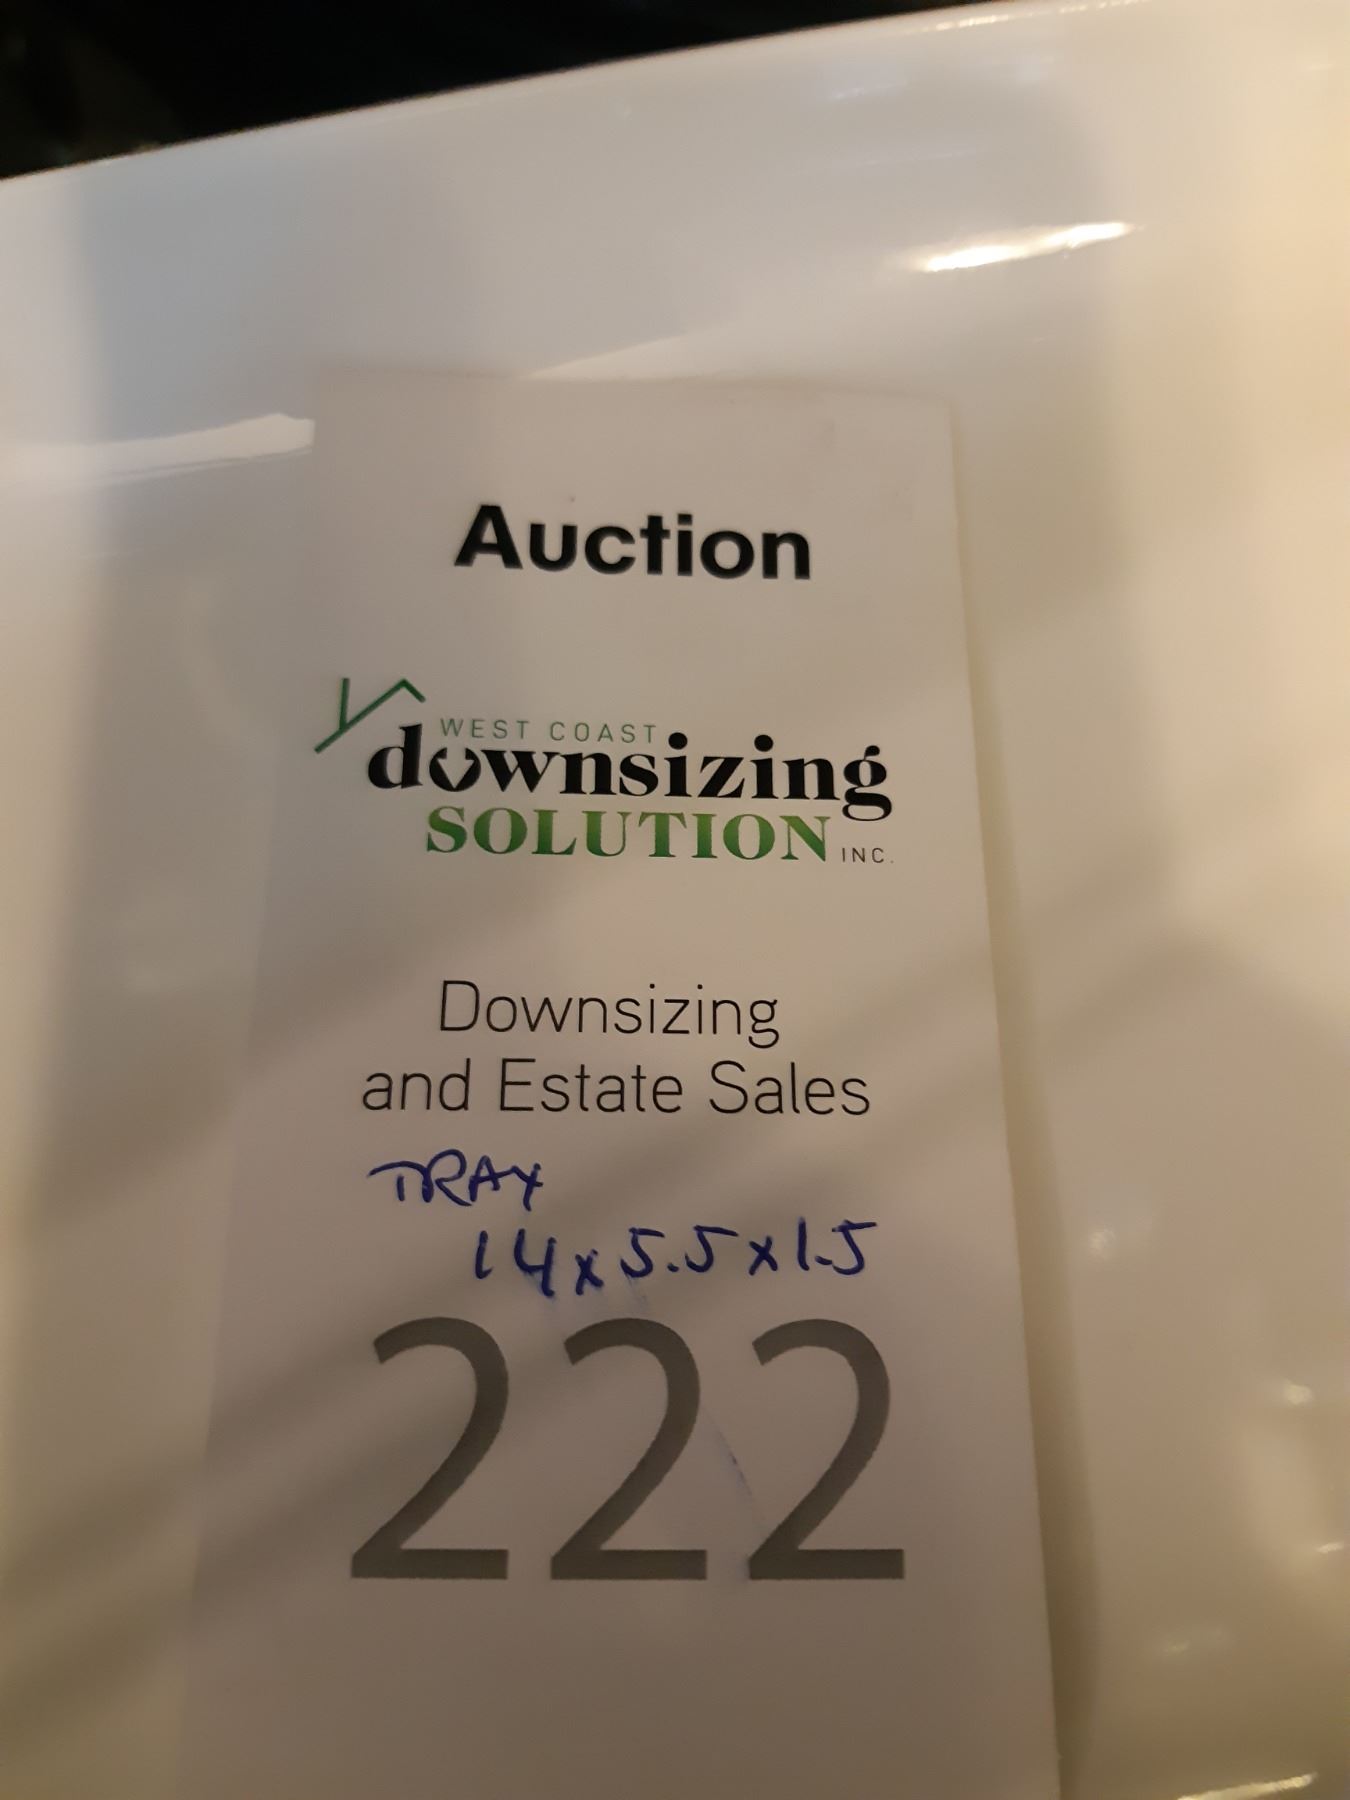 Auction
WEST COAST
downsizing
SOLUTION INC.
Downsizing
and Estate Sales
TRAY
14x5.5x1.5
222